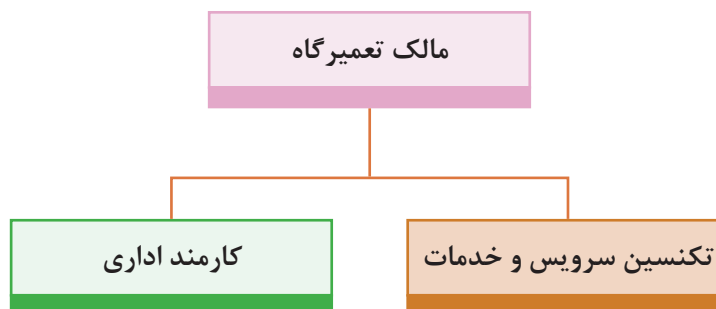 مالک تعمیرگاه
تکنسین سرویس و خدمات
کارمند اداری